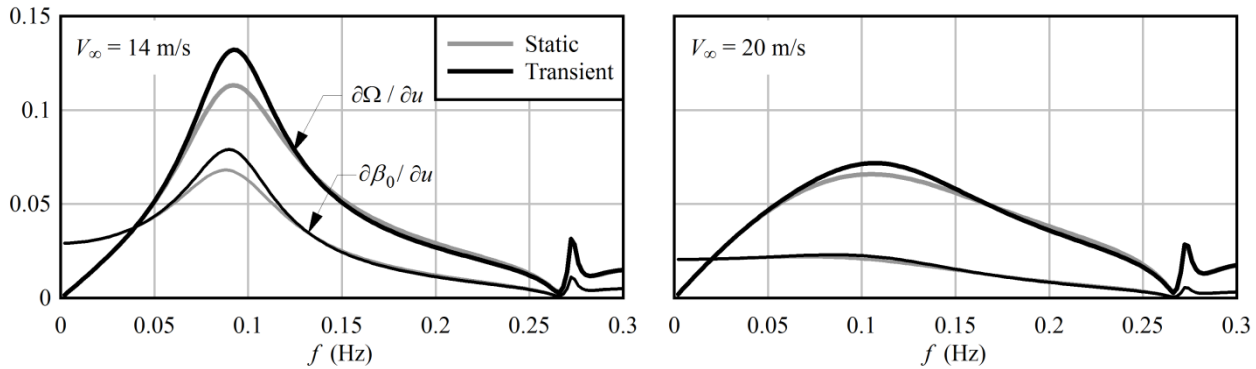 0.15
0.1
0.05
0
V∞ = 14 m/s
Static
Transient
∂Ω / ∂u
∂β₀ / ∂u
0 0.05 0.1 0.15 0.2 0.25 0.3
f (Hz)
V∞ = 20 m/s
0 0.05 0.1 0.15 0.2 0.25 0.3
f (Hz)